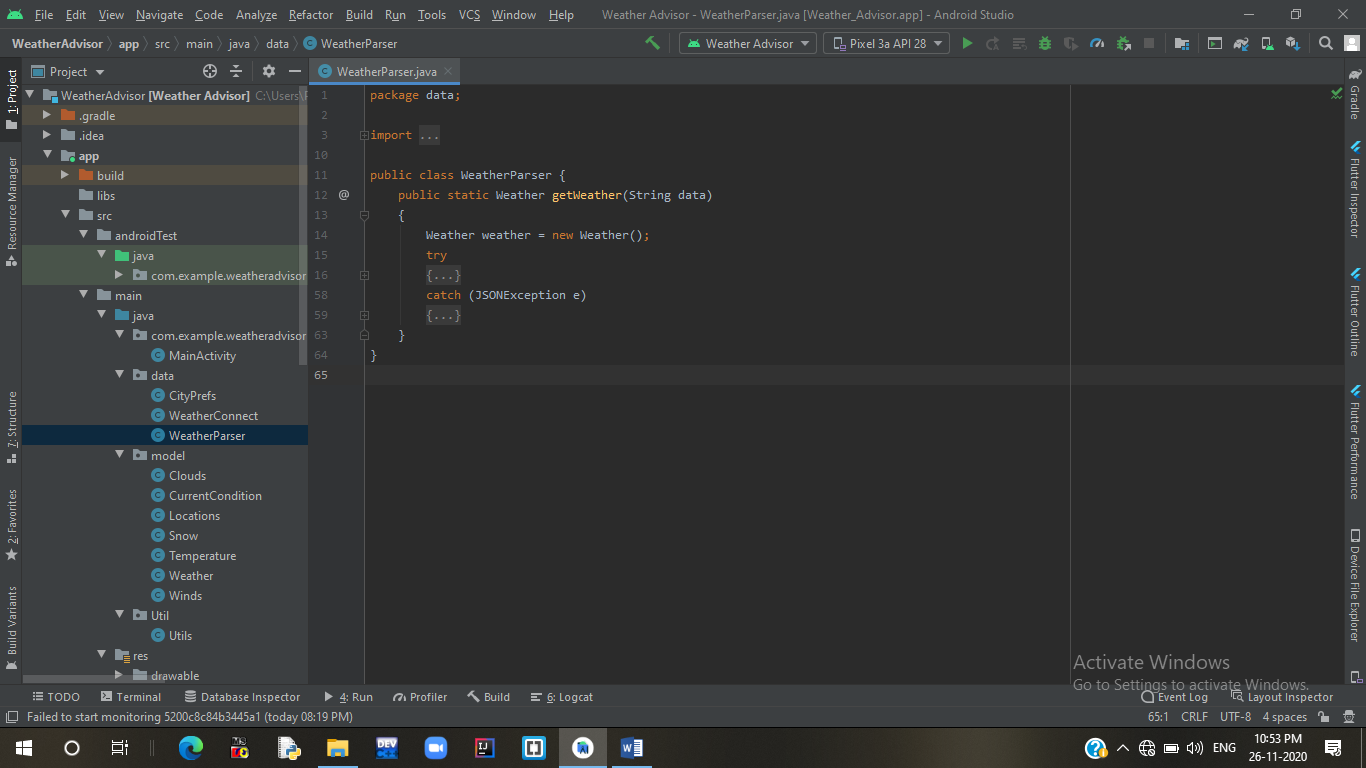 File Edit View Navigate Code Analyze Refactor Build Run Tools VCS Window Help Weather Advisor - WeatherParser.java [Weather_Advisor.app] - Android Studio
WeatherAdvisor app src main java data WeatherParser Weather Advisor Pixel 3a API 28
Project WeatherParser.java
WeatherAdvisor [Weather Advisor] C:\Users\
.gradle
.idea
app
build
libs
src
androidTest
java
com.example.weatheradvisor
main
java
com.example.weatheradvisor
MainActivity
data
CityPrefs
WeatherConnect
WeatherParser
model
Clouds
CurrentCondition
Locations
Snow
Temperature
Weather
Winds
Util
Utils
res
drawable
1: Project
Resource Manager
7: Structure
2: Favorites
Build Variants
1 package data;
2
3 import ...
10
11 public class WeatherParser {
12 @ public static Weather getWeather(String data)
13 {
14 Weather weather = new Weather();
15 try
16 {...}
58 catch (JSONException e)
59 {...}
63 }
64 }
65
Gradle
Flutter Inspector
Flutter Outline
Flutter Performance
Device File Explorer
Activate Windows
Go to Settings to activate Windows.
TODO Terminal Database Inspector 4: Run Profiler Build 6: Logcat Event Log Layout Inspector
Failed to start monitoring 5200c8c84b3445a1 (today 08:19 PM) 65:1 CRLF UTF-8 4 spaces
DEV ENG 10:53 PM
26-11-2020